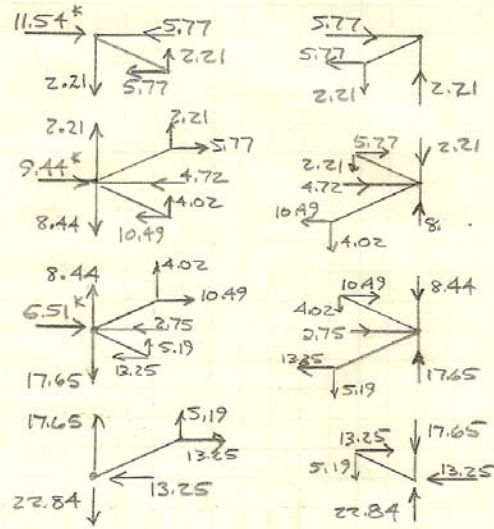 11.54 k 5.77 5.77
2.21 5.77
2.21 5.77 2.21 2.21
2.21 2.21 2.21
5.77 5.77
9.44 k 4.72 2.21
4.02 4.72
8.44 10.49 10.49 8.
4.02
8.44 4.02 8.44
10.49 10.49
6.51 k 2.75 4.02
5.19 2.75
17.65 13.25 13.25 17.65
5.19
17.65 5.19 17.65
13.25 13.25
13.25 5.19 13.25
22.84 22.84